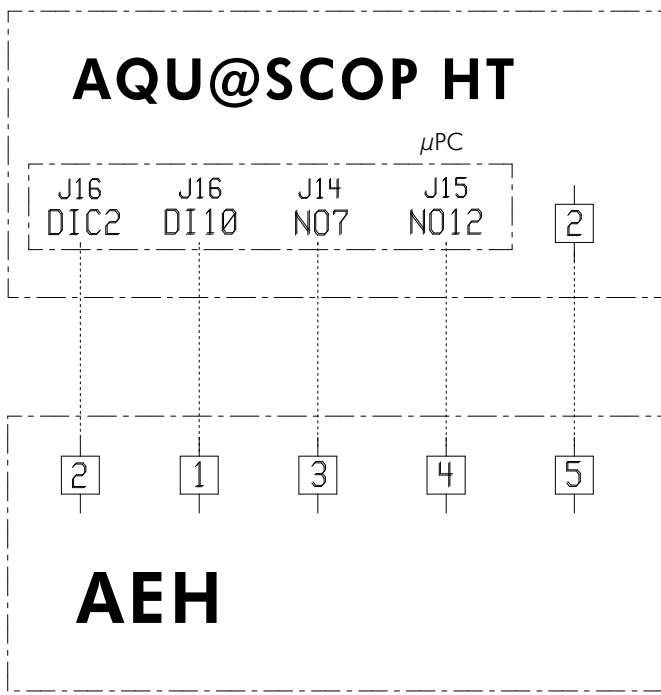 AQU@SCOP HT
µPC
J16 J16 J14 J15
DIC2 DI10 NO7 NO12
2
2 1 3 4 5
AEH